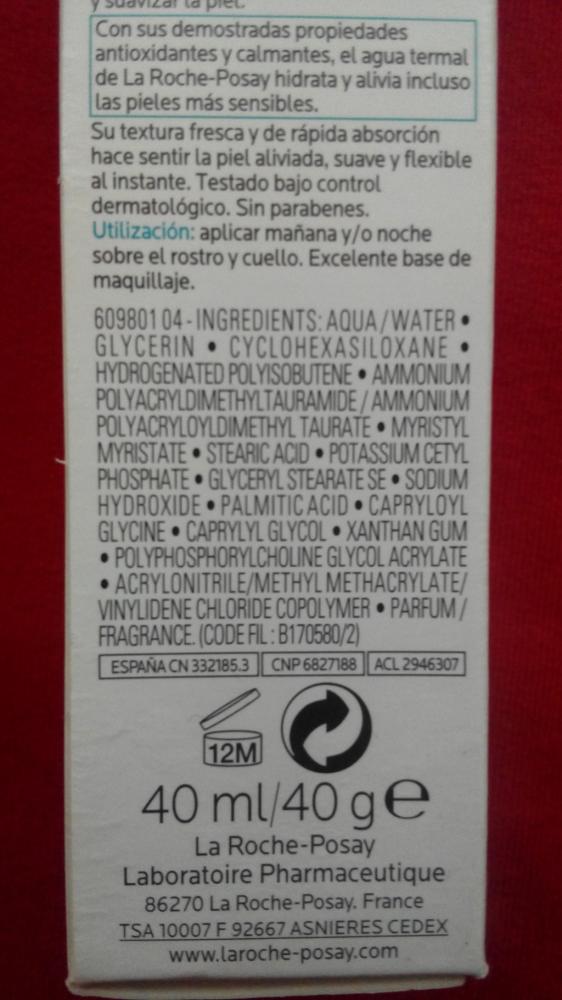 y suavizar la piel.
Con sus demostradas propiedades
antioxidantes y calmantes, el agua termal
de La Roche-Posay hidrata y alivia incluso
las pieles más sensibles.
Su textura fresca y de rápida absorción
hace sentir la piel aliviada, suave y flexible
al instante. Testado bajo control
dermatológico. Sin parabenes.
Utilización: aplicar mañana y/o noche
sobre el rostro y cuello. Excelente base de
maquillaje.
6098010 04 - INGREDIENTS: AQUA / WATER •
GLYCERIN • CYCLOHEXASILOXANE •
HYDROGENATED POLYISOBUTENE • AMMONIUM
POLYACRYLDIMETHYLTAURAMIDE / AMMONIUM
POLYACRYLOYLDIMETHYL TAURATE • MYRISTYL
MYRISTATE • STEARIC ACID • POTASSIUM CETYL
PHOSPHATE • GLYCERYL STEARATE SE • SODIUM
HYDROXIDE • PALMITIC ACID • CAPRYLOYL
GLYCINE • CAPRYLYL GLYCOL • XANTHAN GUM
• POLYPHOSPHORYLCHOLINE GLYCOL ACRYLATE
• ACRYLONITRILE/METHYL METHACRYLATE/
VINYLIDENE CHLORIDE COPOLYMER • PARFUM /
FRAGRANCE. (CODE FIL : B170580/2)
ESPAÑA CN 332185.3 CNP 6827188 ACL 2946307
12M
40 ml/40 g e
La Roche-Posay
Laboratoire Pharmaceutique
86270 La Roche-Posay. France
TSA 10007 F 92667 ASNIERES CEDEX
www.laroche-posay.com